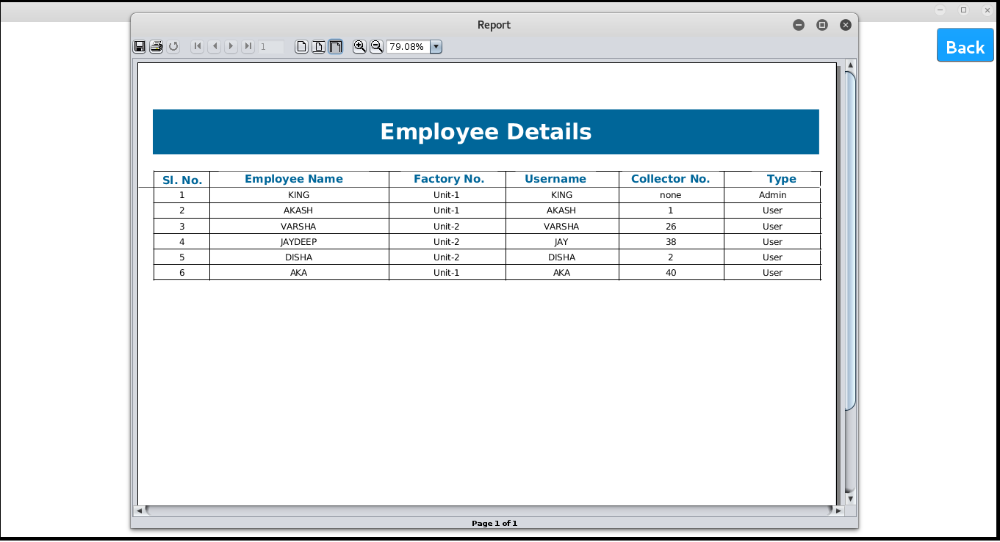 Report
1
79.08%
Back
Employee Details
Sl. No. Employee Name Factory No. Username Collector No. Type
1 KING Unit-1 KING none Admin
2 AKASH Unit-1 AKASH 1 User
3 VARSHA Unit-2 VARSHA 26 User
4 JAYDEEP Unit-2 JAY 38 User
5 DISHA Unit-2 DISHA 2 User
6 AKA Unit-1 AKA 40 User
Page 1 of 1